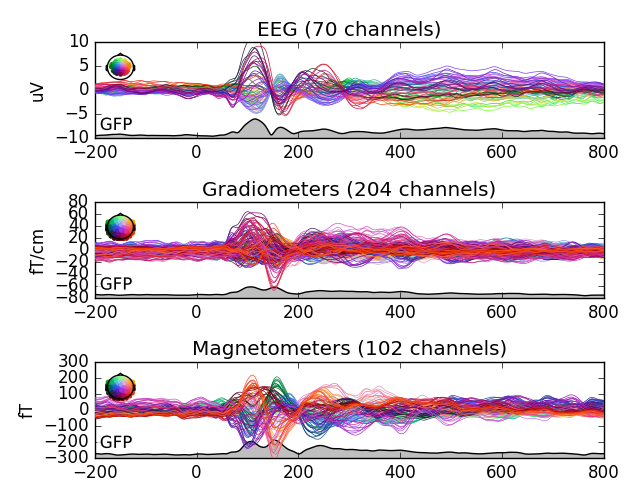 EEG (70 channels)
10
5
0
−5
−10
uV
GFP
−200 0 200 400 600 800
Gradiometers (204 channels)
80
60
40
20
0
−20
−40
−60
−80
fT/cm
GFP
−200 0 200 400 600 800
Magnetometers (102 channels)
300
200
100
0
−100
−200
−300
fT
GFP
−200 0 200 400 600 800